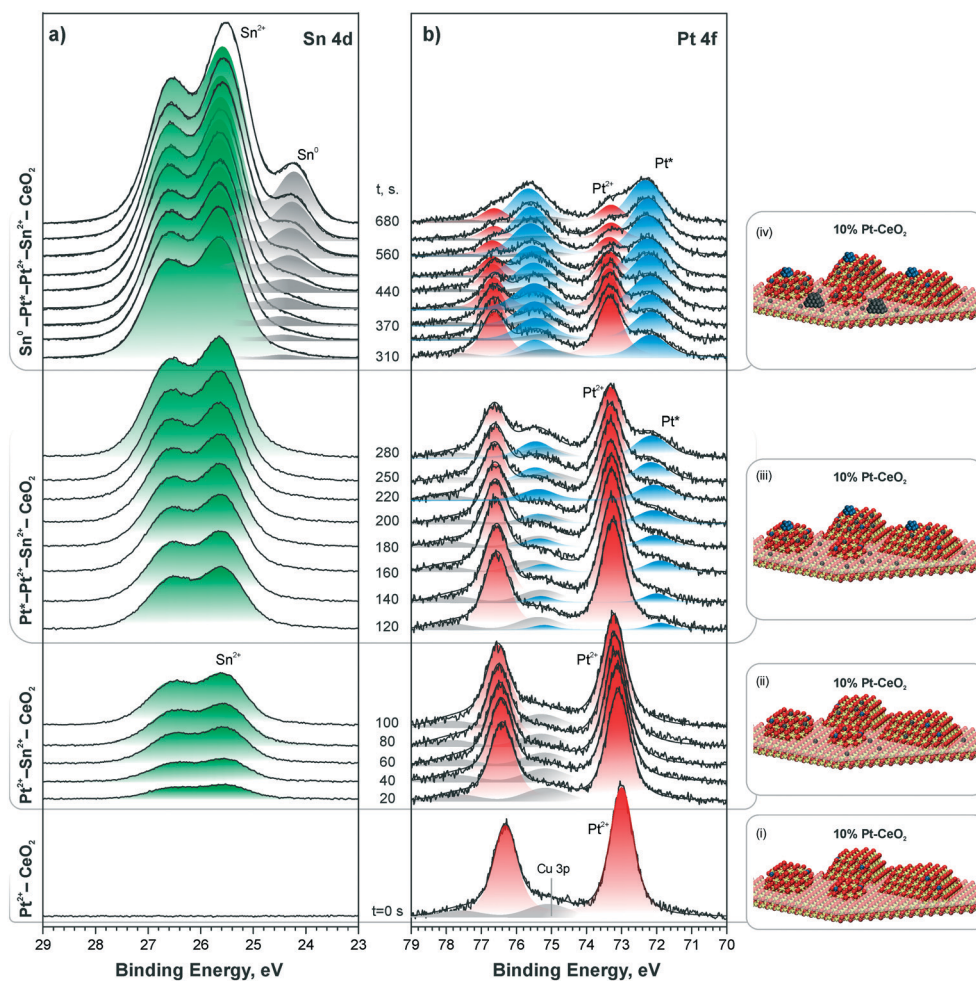 a)
Sn 4d
Sn²⁺
Sn⁰
Sn⁰–Pt*–Pt²⁺–Sn²⁺– CeO₂
Pt*–Pt²⁺–Sn²⁺– CeO₂
Sn²⁺
Pt²⁺–Sn²⁺– CeO₂
Pt²⁺– CeO₂
29 28 27 26 25 24 23
Binding Energy, eV
t, s.
680
560
440
370
310
280
250
220
200
180
160
140
120
100
80
60
40
20
t=0 s
b)
Pt 4f
Pt*
Pt²⁺
Pt²⁺
Pt*
Pt²⁺
Pt²⁺
Cu 3p
79 78 77 76 75 74 73 72 71 70
Binding Energy, eV
(iv)
10% Pt-CeO₂
(iii)
10% Pt-CeO₂
(ii)
10% Pt-CeO₂
(i)
10% Pt-CeO₂